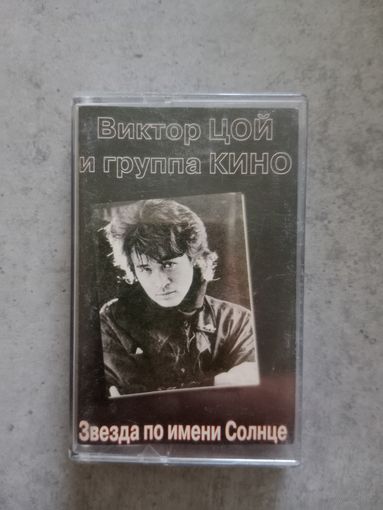 Виктор ЦОЙ
и группа КИНО
Звезда по имени Солнце